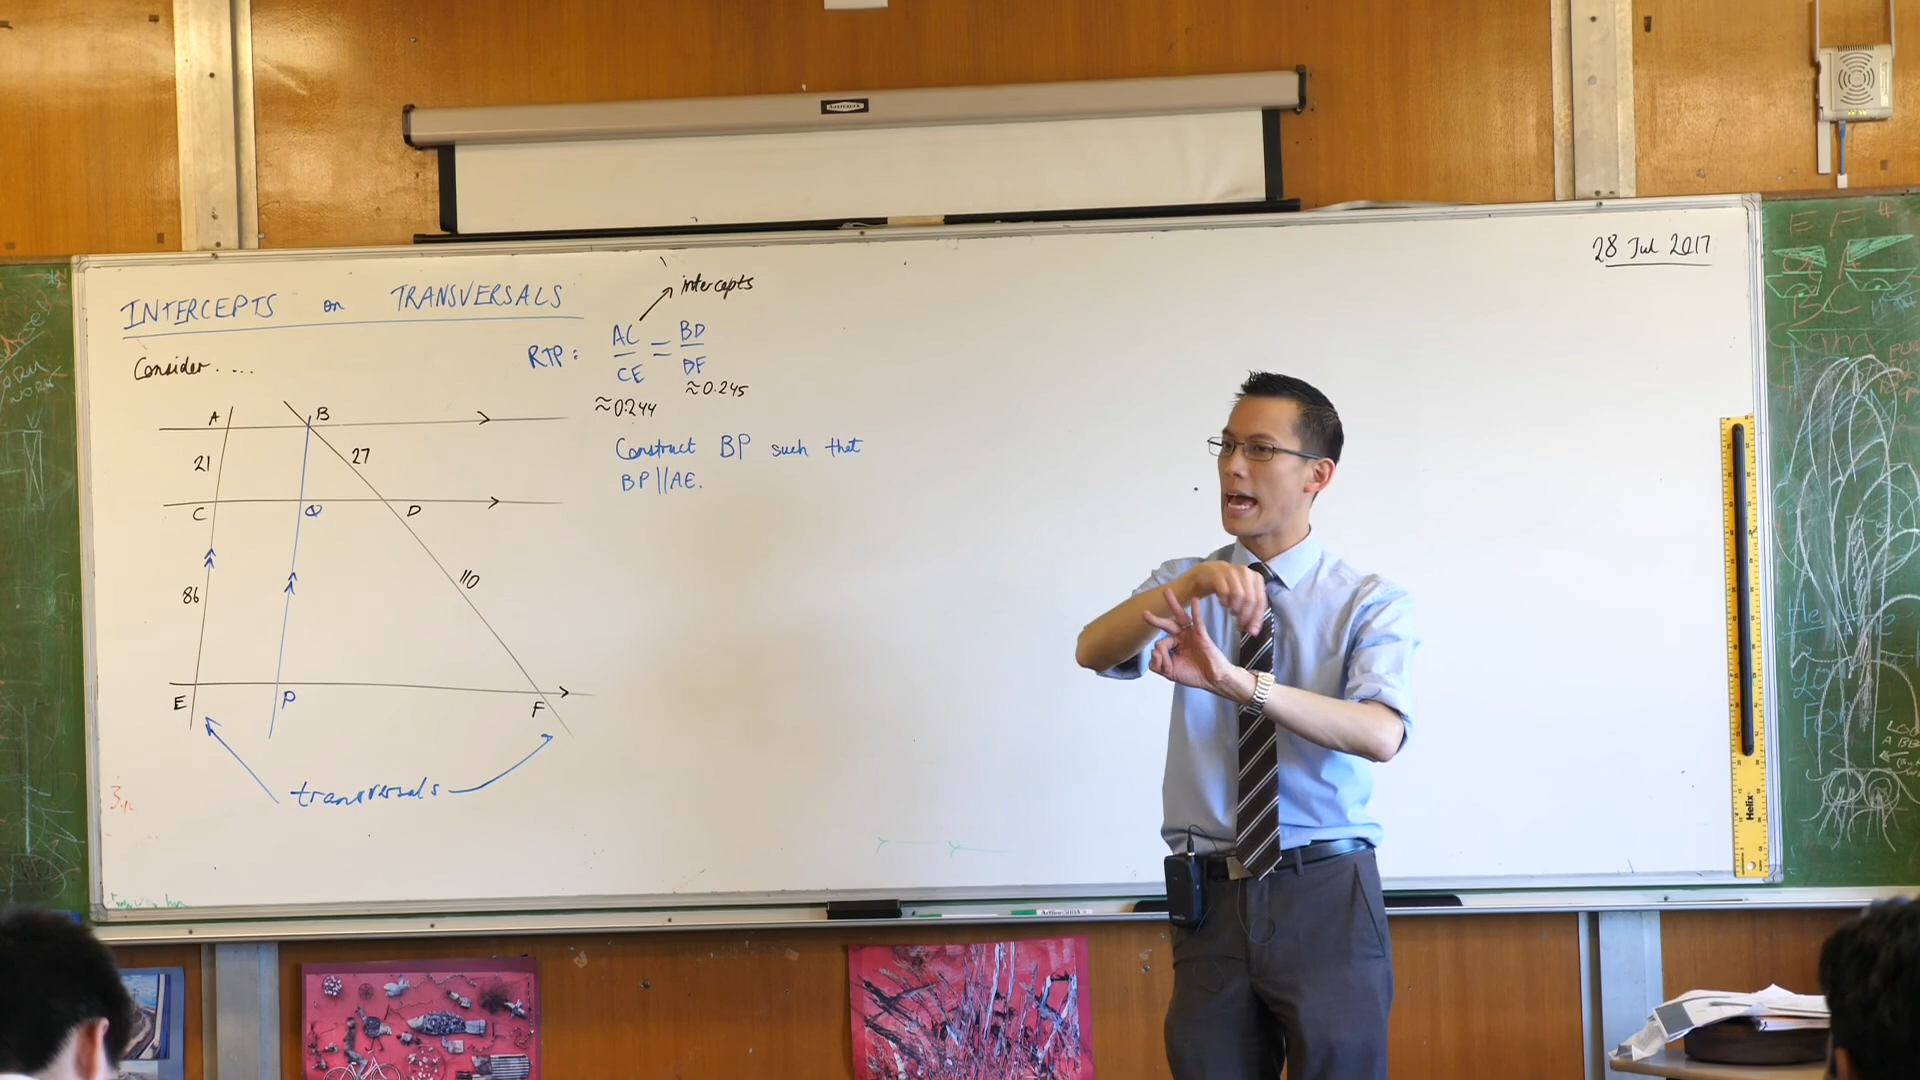 28 Jul 2017
INTERCEPTS on TRANSVERSALS
intercepts
Consider....
RTP: AC/CE = BD/DF
≈0.244 ≈0.245
Construct BP such that
BP||AE.
A B
21 27
C Q D
86 110
E P F
transversals
Helix